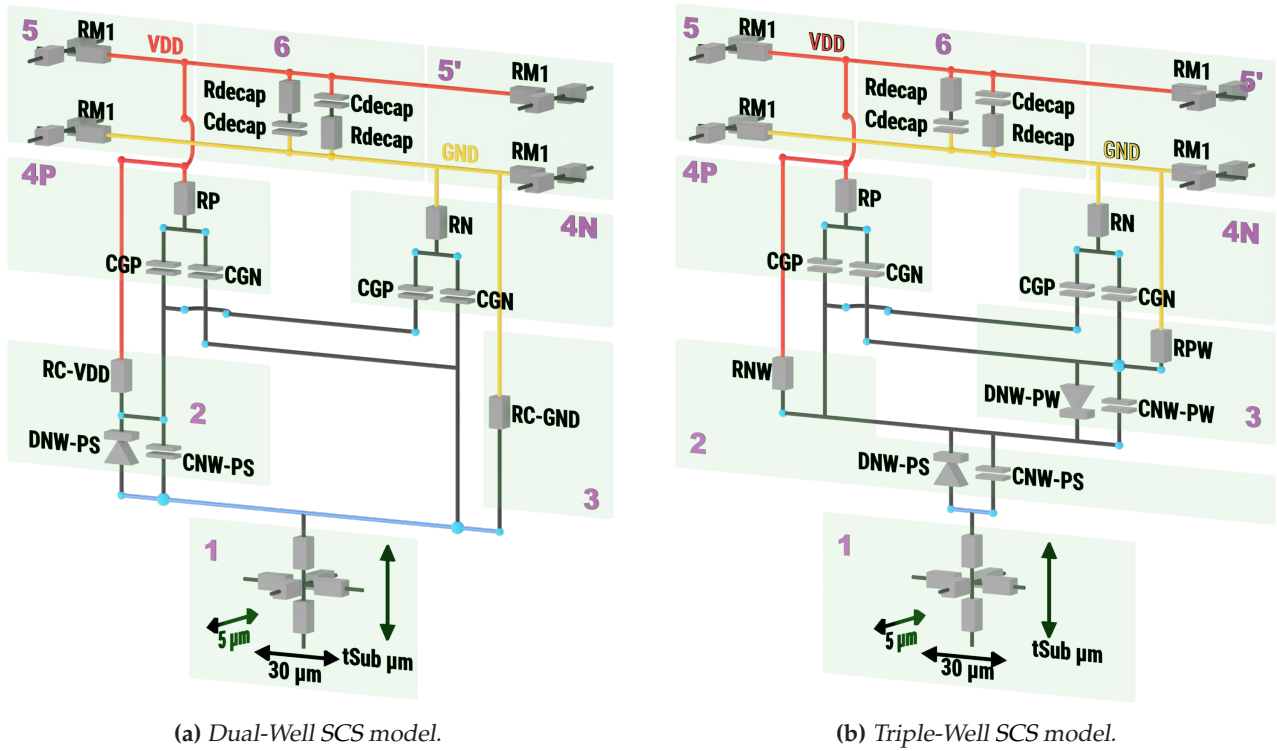 5
RM1
VDD
6
5'
RM1
Rdecap
Cdecap
RM1
Cdecap
Rdecap
GND
RM1
4P
RP
RN
4N
CGP
CGN
CGP
CGN
RC-VDD
2
RC-GND
DNW-PS
CNW-PS
3
1
5 µm
30 µm
tSub µm
(a) Dual-Well SCS model.
5
RM1
VDD
6
RM1
5'
Rdecap
Cdecap
RM1
Cdecap
Rdecap
GND
RM1
4P
RP
RN
4N
CGP
CGN
CGP
CGN
RPW
RNW
DNW-PW
CNW-PW
3
2
DNW-PS
CNW-PS
1
5 µm
30 µm
tSub µm
(b) Triple-Well SCS model.